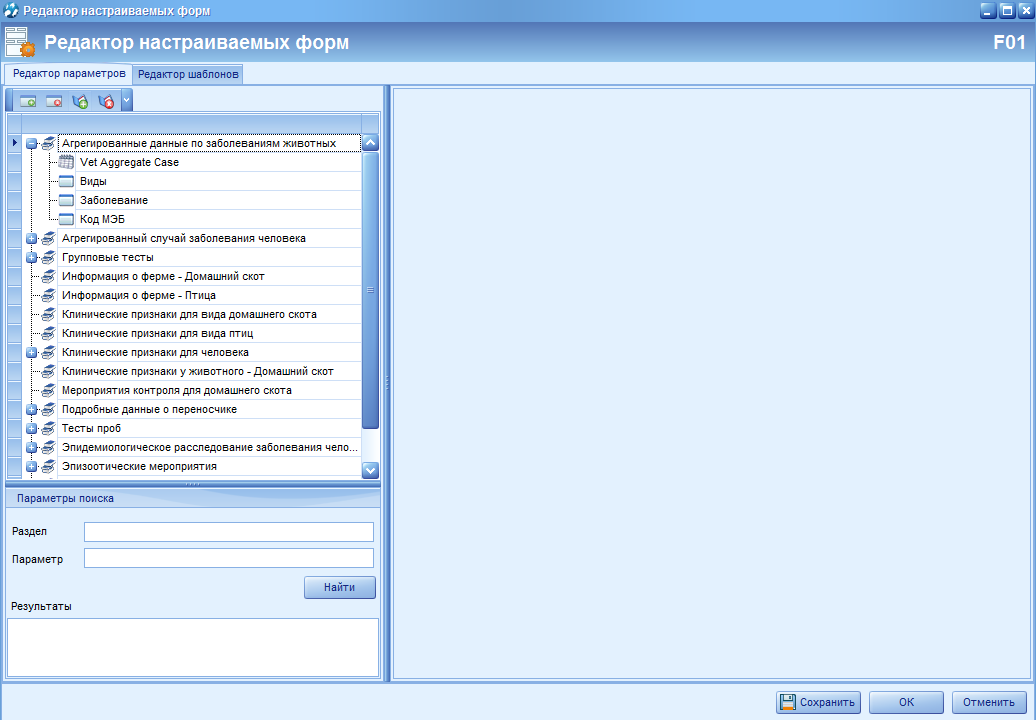 Редактор настраиваемых форм
Редактор настраиваемых форм
F01
Редактор параметров
Редактор шаблонов
Агрегированные данные по заболеваниям животных
Vet Aggregate Case
Виды
Заболевание
Код МЭБ
Агрегированный случай заболевания человека
Групповые тесты
Информация о ферме - Домашний скот
Информация о ферме - Птица
Клинические признаки для вида домашнего скота
Клинические признаки для вида птиц
Клинические признаки для человека
Клинические признаки у животного - Домашний скот
Мероприятия контроля для домашнего скота
Подробные данные о переносчике
Тесты проб
Эпидемиологическое расследование заболевания чело...
Эпизоотические мероприятия
Параметры поиска
Раздел
Параметр
Найти
Результаты
Сохранить
ОК
Отменить